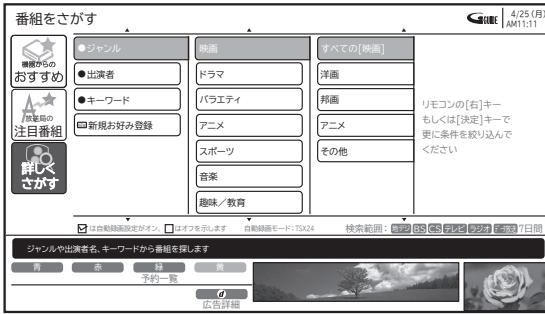 番組をさがす
G GUIDE
4/25 (月)
AM11:11
機器からの
おすすめ
放送局の
注目番組
詳しく
さがす
●ジャンル
●出演者
●キーワード
新規お好み登録
映画
ドラマ
バラエティ
アニメ
スポーツ
音楽
趣味／教育
すべての[映画]
洋画
邦画
アニメ
その他
リモコンの[右]キー
もしくは[決定]キーで
更に条件を絞り込んで
ください
は自動録画設定がオン、 はオフを示します 自動録画モード：TSX24
検索範囲： 地デジ BS CS テレビ ラジオ データ放送 7日間
ジャンルや出演者名、キーワードから番組を探します
青 赤 緑 黄
予約一覧
d
広告詳細